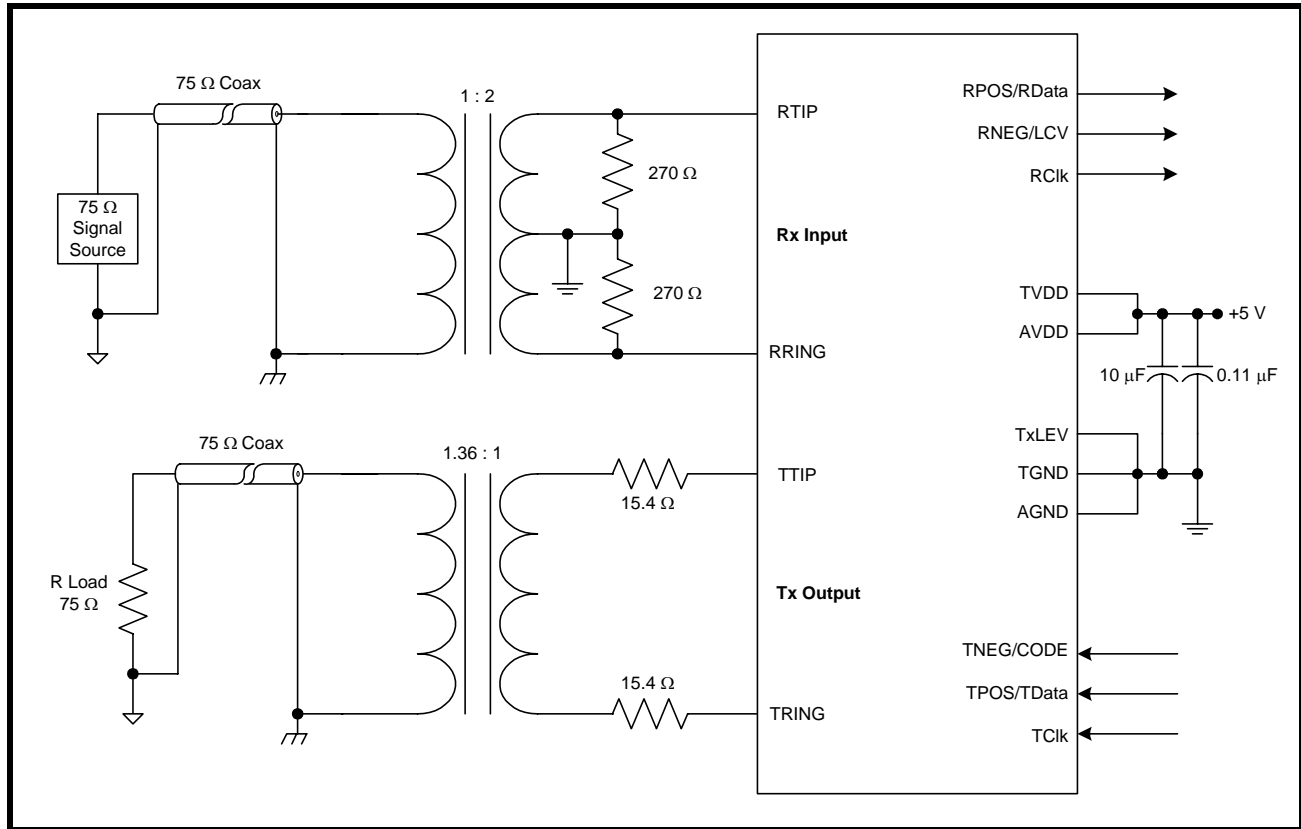 75 Ω Coax
1 : 2
75 Ω
Signal
Source
270 Ω
270 Ω
RTIP
Rx Input
RRING
RPOS/RData
RNEG/LCV
RClk
TVDD
AVDD
+5 V
10 μF
0.11 μF
TxLEV
TGND
AGND
75 Ω Coax
1.36 : 1
R Load
75 Ω
15.4 Ω
15.4 Ω
TTIP
Tx Output
TRING
TNEG/CODE
TPOS/TData
TClk